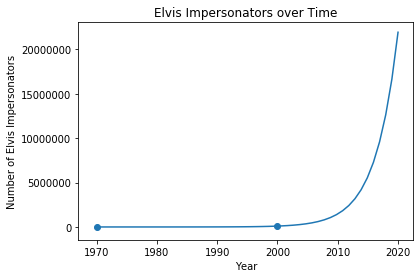 Elvis Impersonators over Time
Number of Elvis Impersonators
20000000
15000000
10000000
5000000
0
1970 1980 1990 2000 2010 2020
Year